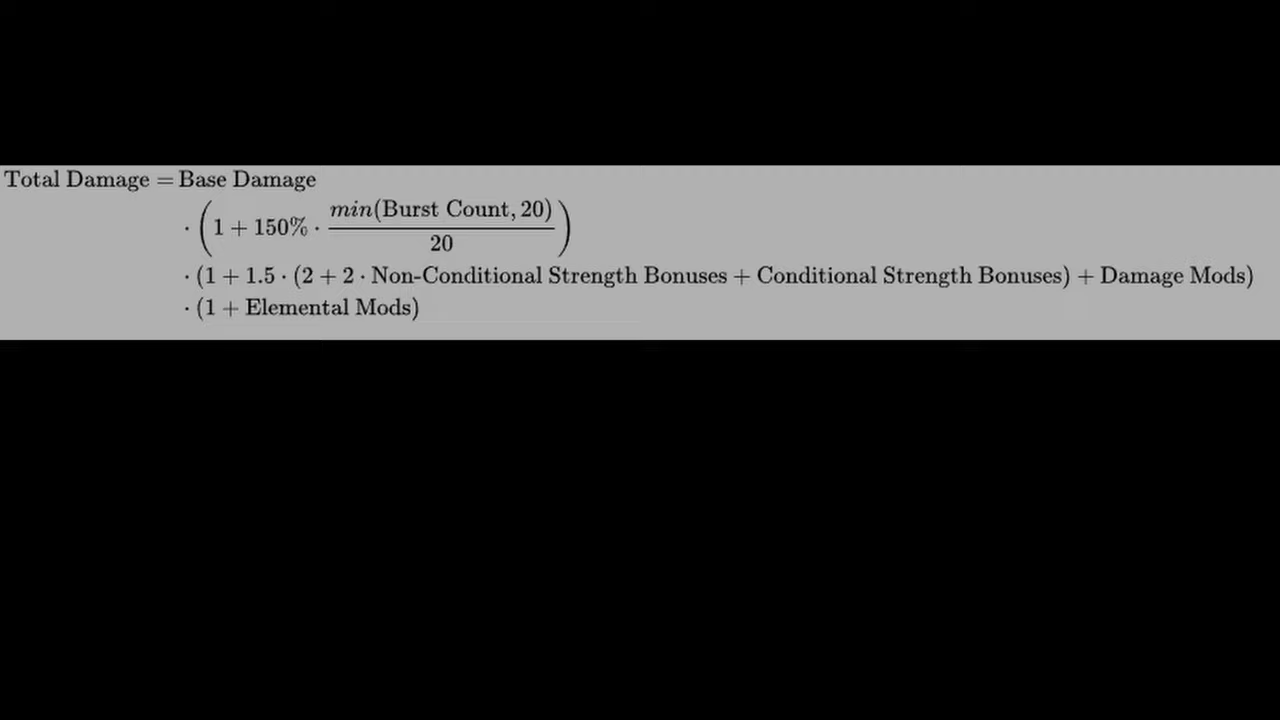 Total Damage = Base Damage
· (1 + 150% · min(Burst Count, 20) / 20)
· (1 + 1.5 · (2 + 2 · Non-Conditional Strength Bonuses + Conditional Strength Bonuses) + Damage Mods)
· (1 + Elemental Mods)